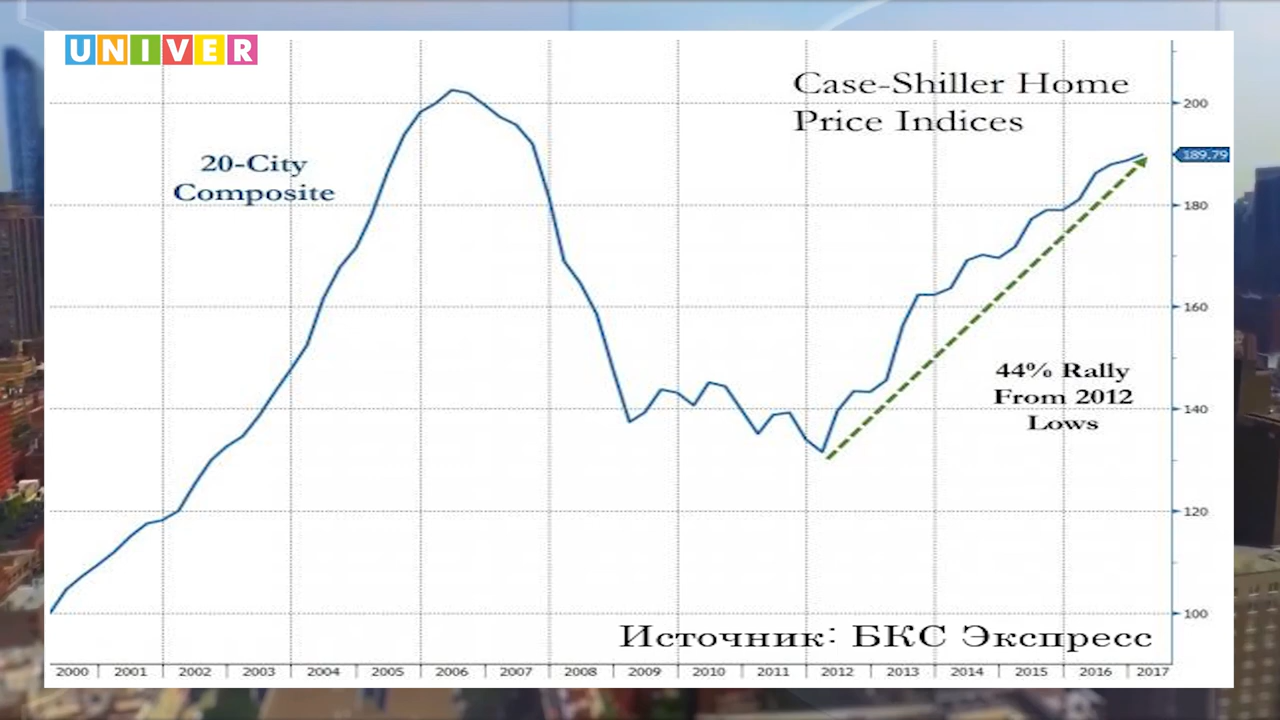 UNIVER
Case-Shiller Home
Price Indices
20-City
Composite
200
189.79
180
160
44% Rally
From 2012
Lows
140
120
100
Источник: БКС Экспресс
2000 2001 2002 2003 2004 2005 2006 2007 2008 2009 2010 2011 2012 2013 2014 2015 2016 2017